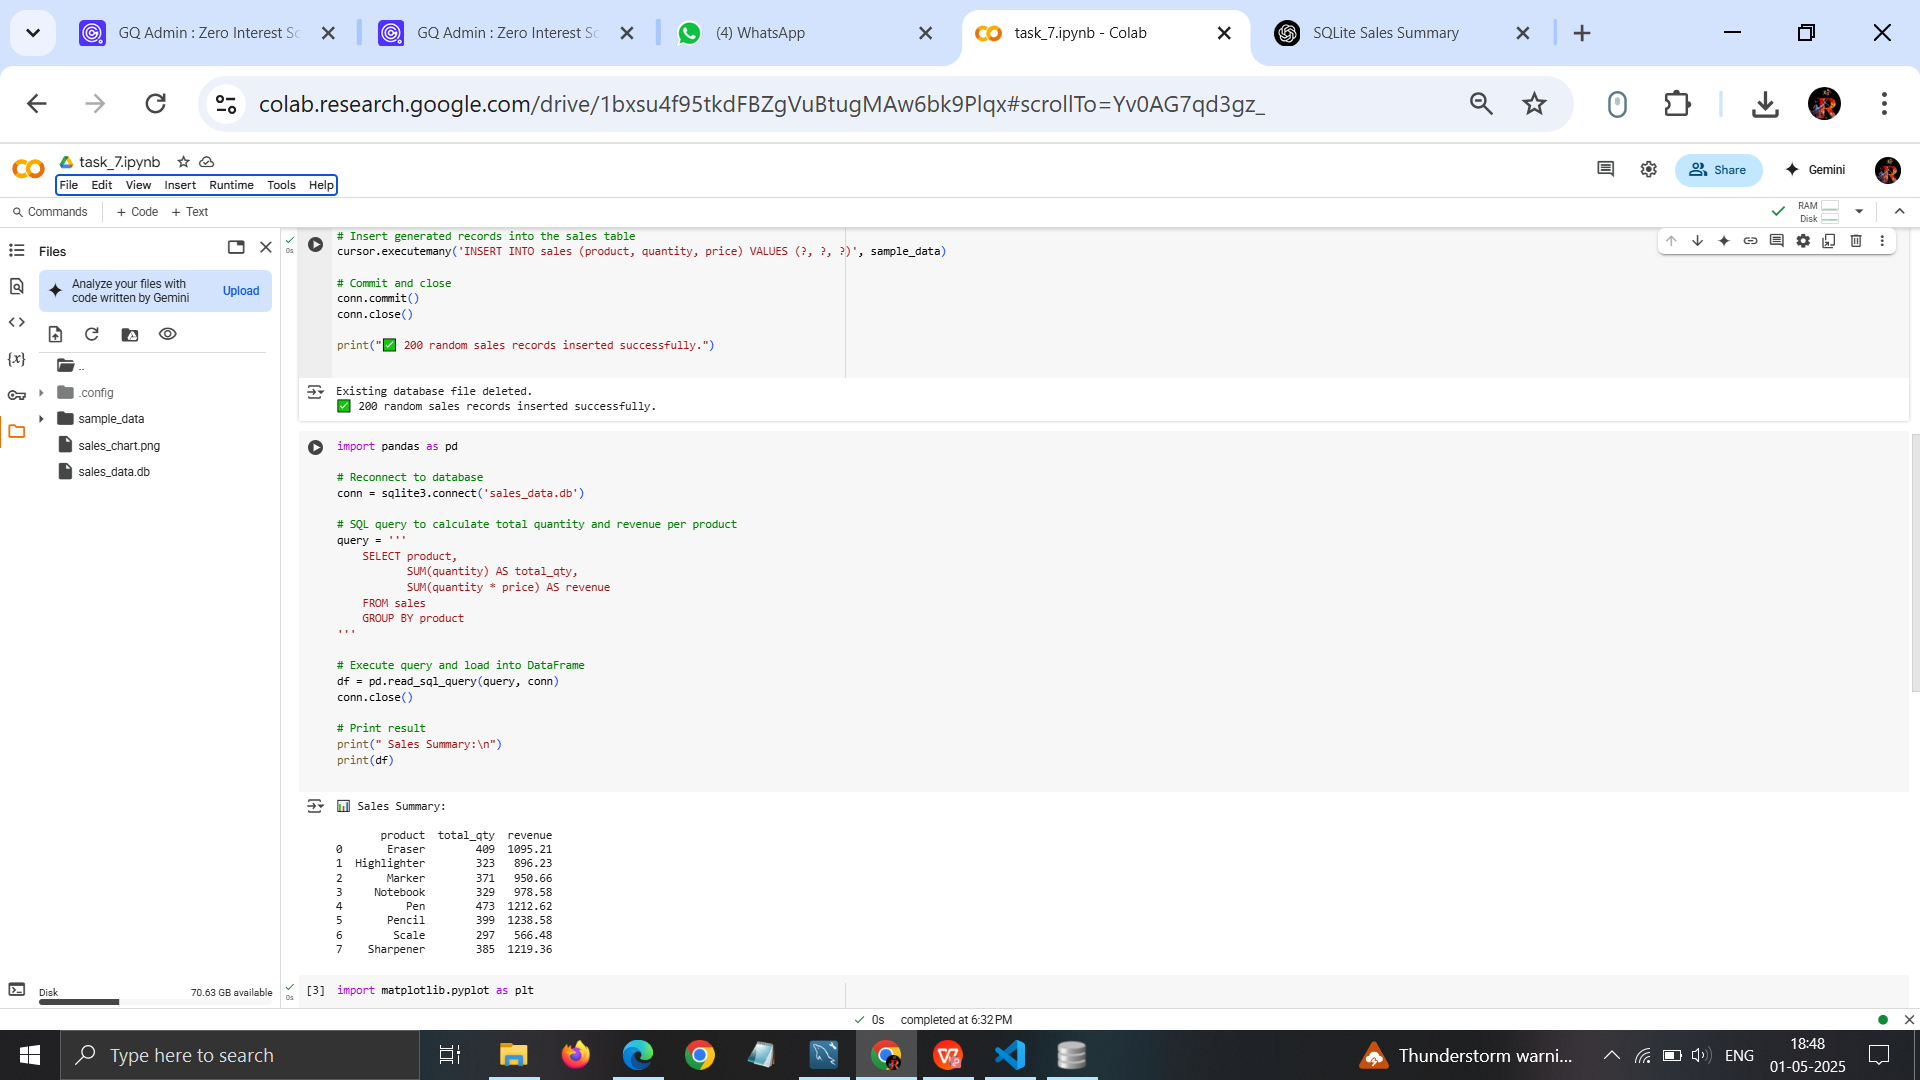 GQ Admin : Zero Interest Sc
GQ Admin : Zero Interest Sc
(4) WhatsApp
task_7.ipynb - Colab
SQLite Sales Summary
colab.research.google.com/drive/1bxsu4f95tkdFBZgVuBtugMAw6bk9Plqx#scrollTo=Yv0AG7qd3gz_
task_7.ipynb
File Edit View Insert Runtime Tools Help
Share
Gemini
Commands + Code + Text
RAM
Disk
Files
Analyze your files with
code written by Gemini
Upload
..
.config
sample_data
sales_chart.png
sales_data.db
Disk 70.63 GB available
0s
# Insert generated records into the sales table
cursor.executemany('INSERT INTO sales (product, quantity, price) VALUES (?, ?, ?)', sample_data)
# Commit and close
conn.commit()
conn.close()
print("✅ 200 random sales records inserted successfully.")
Existing database file deleted.
✅ 200 random sales records inserted successfully.
import pandas as pd
# Reconnect to database
conn = sqlite3.connect('sales_data.db')
# SQL query to calculate total quantity and revenue per product
query = '''
SELECT product,
SUM(quantity) AS total_qty,
SUM(quantity * price) AS revenue
FROM sales
GROUP BY product
'''
# Execute query and load into DataFrame
df = pd.read_sql_query(query, conn)
conn.close()
# Print result
print(" Sales Summary:\n")
print(df)
📊 Sales Summary:
product total_qty revenue
0 Eraser 409 1095.21
1 Highlighter 323 896.23
2 Marker 371 950.66
3 Notebook 329 978.58
4 Pen 473 1212.62
5 Pencil 399 1238.58
6 Scale 297 566.48
7 Sharpener 385 1219.36
0s
[3] import matplotlib.pyplot as plt
0s completed at 6:32 PM
Type here to search
Thunderstorm warni...
ENG
18:48
01-05-2025